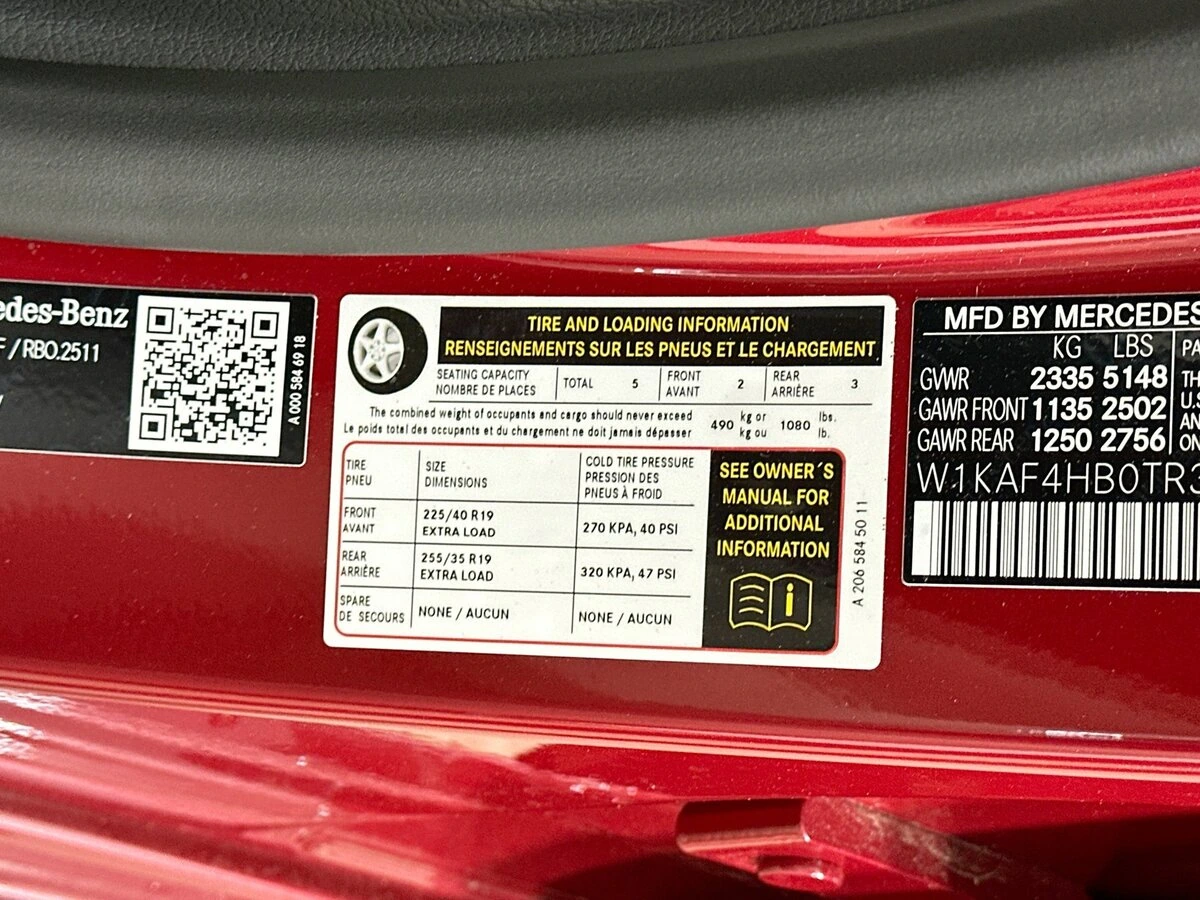 edes-Benz
F / RB0.2511
A 000 584 69 18
TIRE AND LOADING INFORMATION
RENSEIGNEMENTS SUR LES PNEUS ET LE CHARGEMENT
SEATING CAPACITY
NOMBRE DE PLACES
TOTAL 5
FRONT
AVANT
2
REAR
ARRIÈRE
3
The combined weight of occupants and cargo should never exceed
Le poids total des occupants et du chargement ne doit jamais dépasser
490 kg or
kg ou
1080 lbs.
lb.
TIRE
PNEU
SIZE
DIMENSIONS
COLD TIRE PRESSURE
PRESSION DES
PNEUS À FROID
FRONT
AVANT
225/40 R19
EXTRA LOAD
270 KPA, 40 PSI
REAR
ARRIÈRE
255/35 R19
EXTRA LOAD
320 KPA, 47 PSI
SPARE
DE SECOURS
NONE / AUCUN
NONE / AUCUN
SEE OWNER´S
MANUAL FOR
ADDITIONAL
INFORMATION
A 206 584 50 11
MFD BY MERCEDES
KG LBS
GVWR 2335 5148
GAWR FRONT 1135 2502
GAWR REAR 1250 2756
W1KAF4HB0TR
PA
TH
U.S
AN
ON